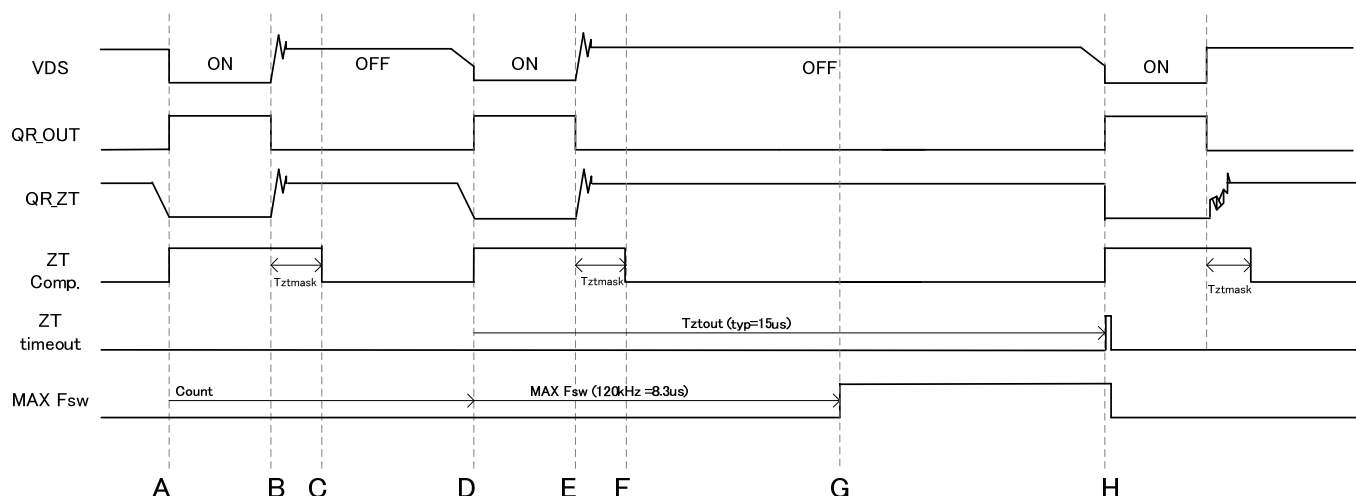 VDS
ON
OFF
ON
OFF
ON
QR_OUT
QR_ZT
ZT
Comp.
Tztmask
Tztmask
Tztmask
ZT
timeout
Tztout (typ=15us)
MAX Fsw
Count
MAX Fsw (120kHz =8.3us)
A B C D E F G H